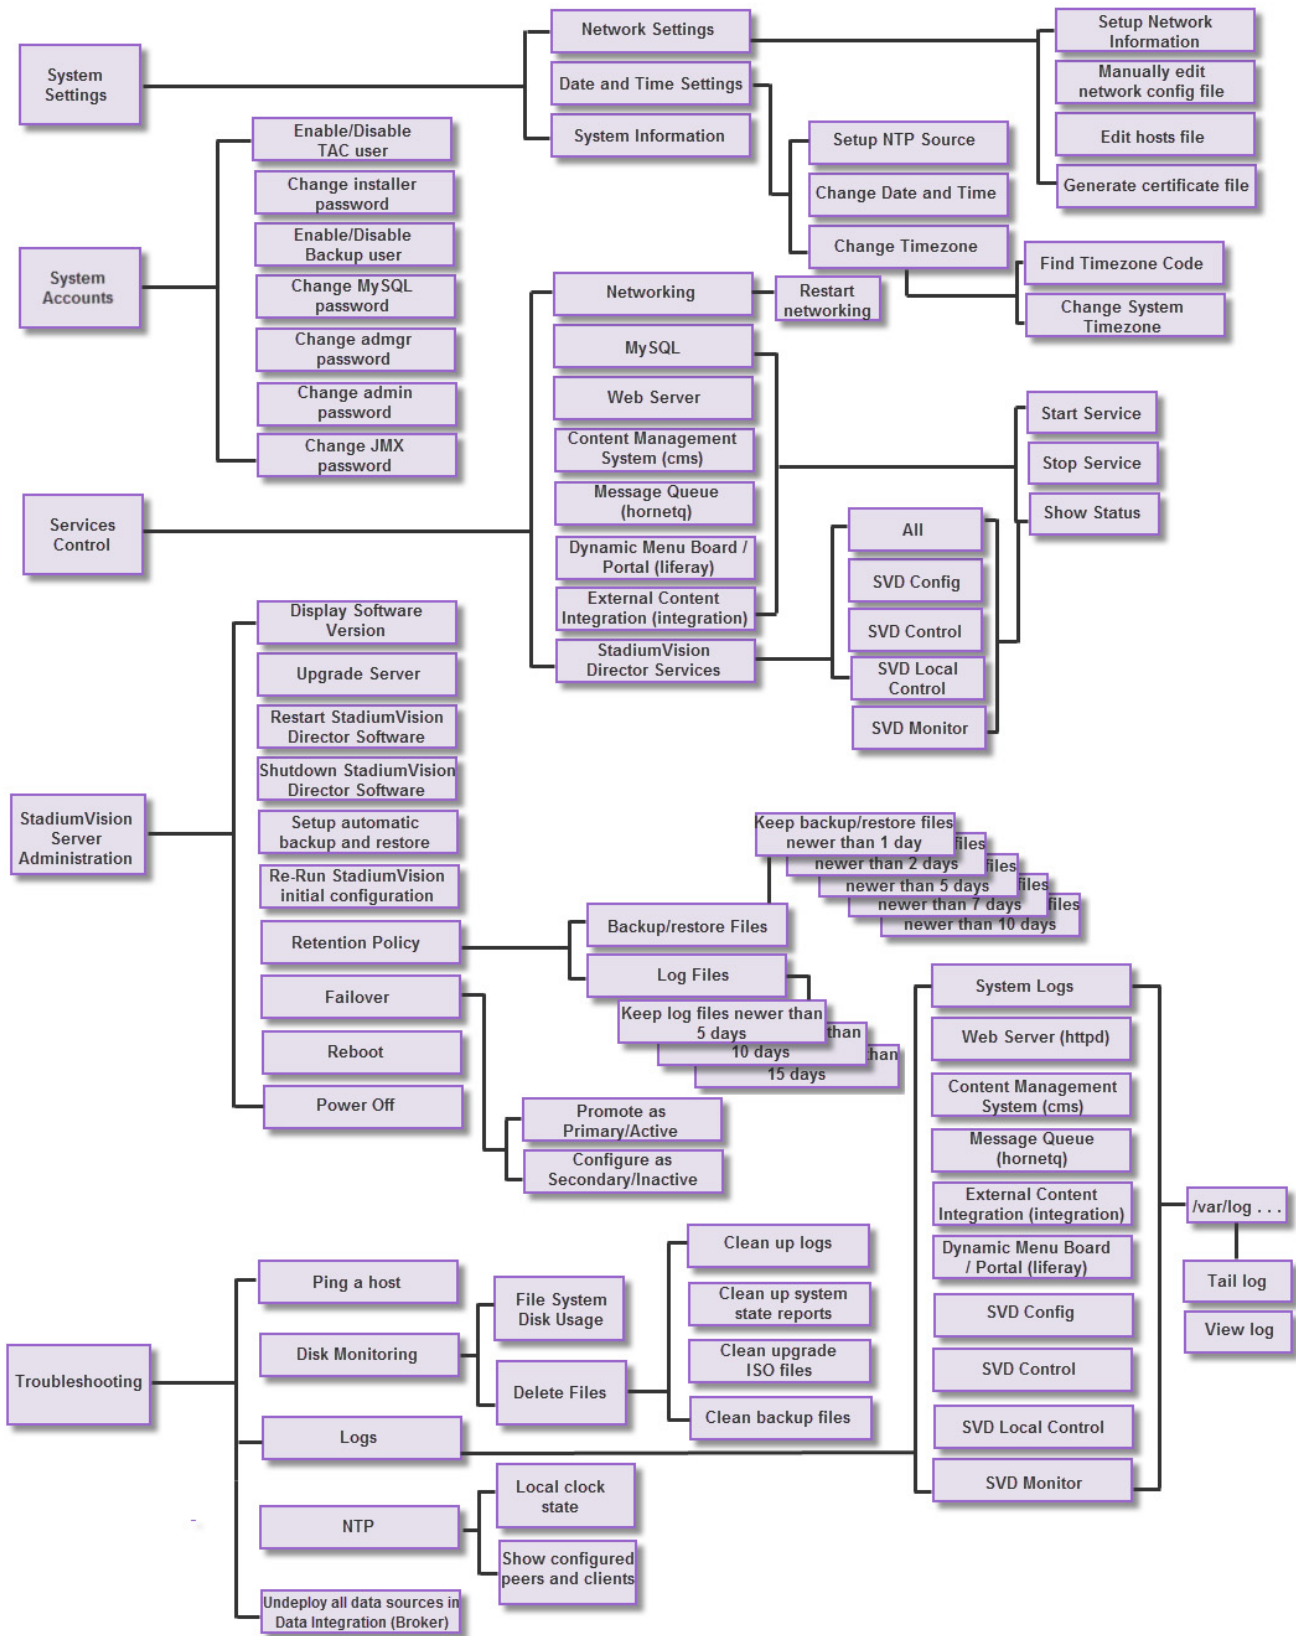 System
Settings
Network Settings
Date and Time Settings
System Information
Setup Network
Information
Manually edit
network config file
Edit hosts file
Generate certificate file
Setup NTP Source
Change Date and Time
Change Timezone
Find Timezone Code
Change System
Timezone
System
Accounts
Enable/Disable
TAC user
Change installer
password
Enable/Disable
Backup user
Change MySQL
password
Change admgr
password
Change admin
password
Change JMX
password
Services
Control
Networking
Restart
networking
MySQL
Web Server
Content Management
System (cms)
Message Queue
(hornetq)
Dynamic Menu Board /
Portal (liferay)
External Content
Integration (integration)
StadiumVision
Director Services
All
SVD Config
SVD Control
SVD Local
Control
SVD Monitor
Start Service
Stop Service
Show Status
StadiumVision
Server
Administration
Display Software
Version
Upgrade Server
Restart StadiumVision
Director Software
Shutdown StadiumVision
Director Software
Setup automatic
backup and restore
Re-Run StadiumVision
initial configuration
Retention Policy
Failover
Reboot
Power Off
Backup/restore Files
Log Files
Keep backup/restore files
newer than 1 day
files
newer than 2 days
files
newer than 5 days
files
newer than 7 days
files
newer than 10 days
Keep log files newer than
5 days
than
10 days
than
15 days
Promote as
Primary/Active
Configure as
Secondary/Inactive
Troubleshooting
Ping a host
Disk Monitoring
Logs
NTP
Undeploy all data sources in
Data Integration (Broker)
File System
Disk Usage
Delete Files
Clean up logs
Clean up system
state reports
Clean upgrade
ISO files
Clean backup files
Local clock
state
Show configured
peers and clients
System Logs
Web Server (httpd)
Content Management
System (cms)
Message Queue
(hornetq)
External Content
Integration (integration)
Dynamic Menu Board
/ Portal (liferay)
SVD Config
SVD Control
SVD Local Control
SVD Monitor
/var/log . . .
Tail log
View log